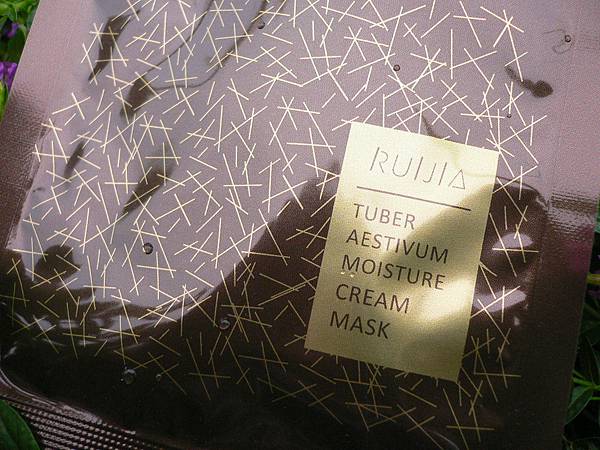 RUIJIA
TUBER
AESTIVUM
MOISTURE
CREAM
MASK